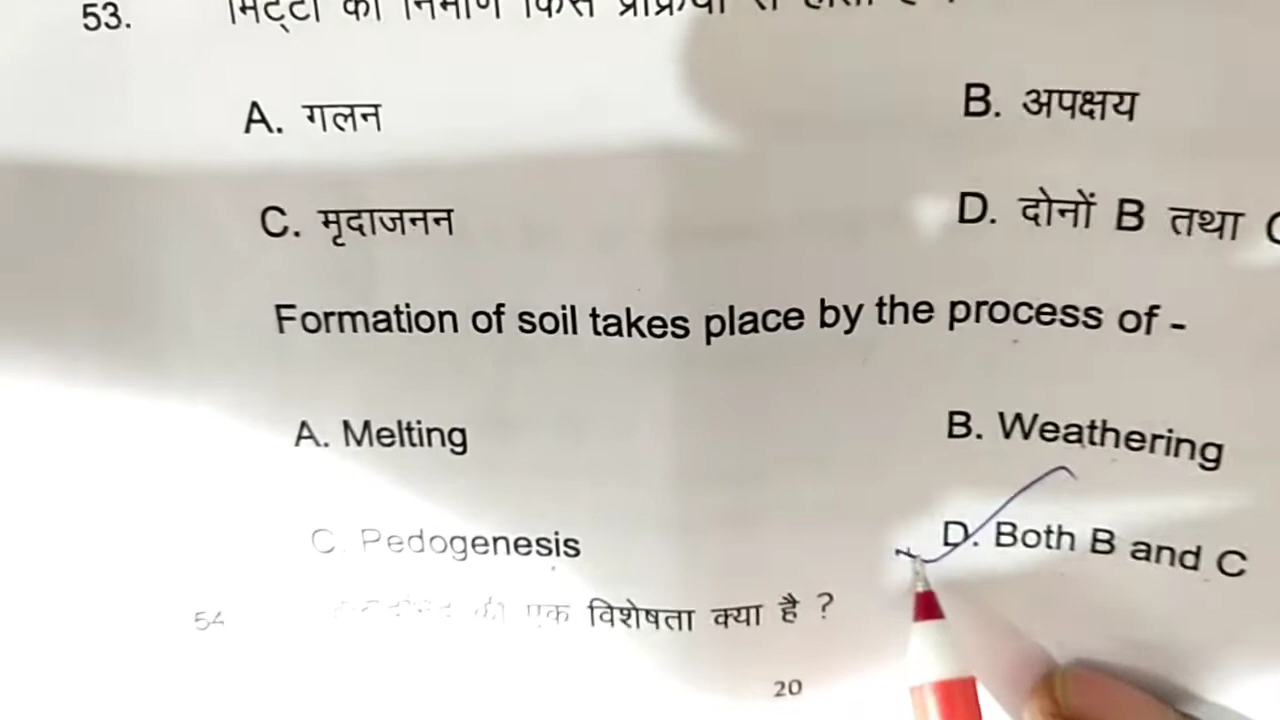 53. मिट्टी का निर्माण किस प्रक्रिया से होता है
A. गलन
B. अपक्षय
C. मृदाजनन
D. दोनों B तथा C
Formation of soil takes place by the process of -
A. Melting
B. Weathering
C. Pedogenesis
D. Both B and C
54 की एक विशेषता क्या है ?
20